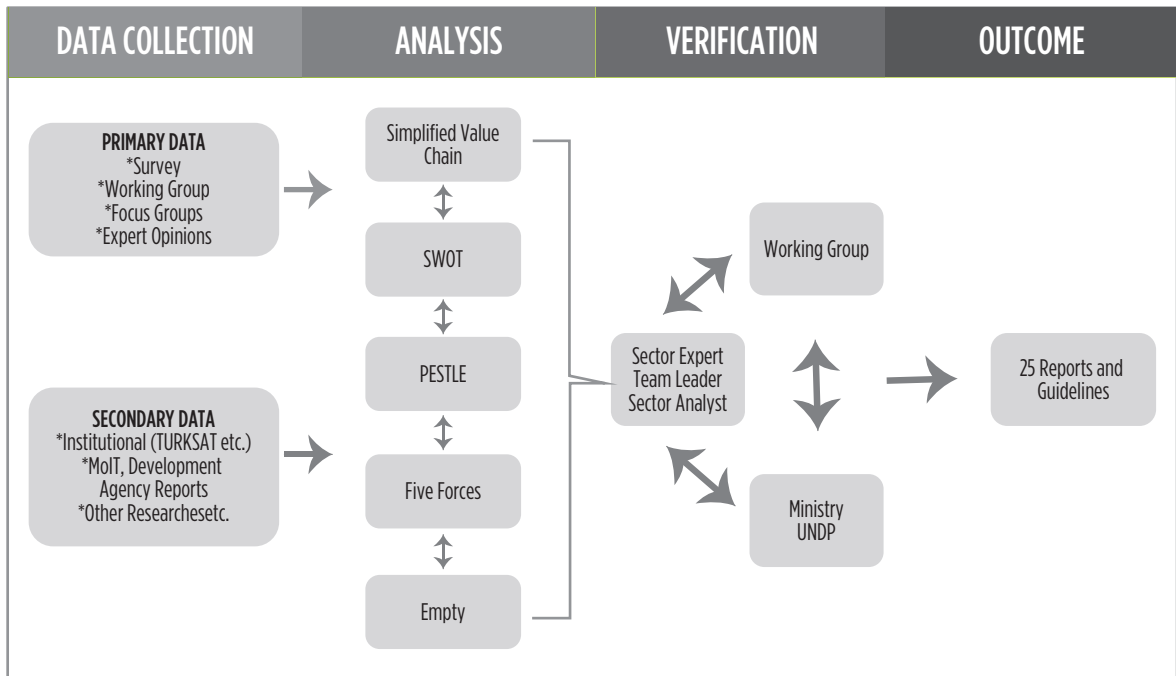 DATA COLLECTION
ANALYSIS
VERIFICATION
OUTCOME
PRIMARY DATA
*Survey
*Working Group
*Focus Groups
*Expert Opinions
SECONDARY DATA
*Institutional (TURKSAT etc.)
*MoIT, Development
Agency Reports
*Other Researchesetc.
Simplified Value
Chain
SWOT
PESTLE
Five Forces
Empty
Sector Expert
Team Leader
Sector Analyst
Working Group
Ministry
UNDP
25 Reports and
Guidelines